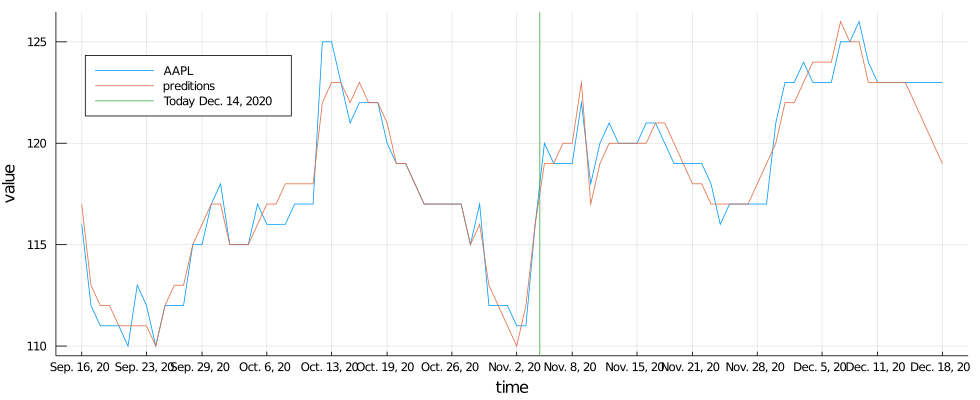 125
120
115
110
value
AAPL
preditions
Today Dec. 14, 2020
Sep. 16, 20 Sep. 23, 20 Sep. 29, 20 Oct. 6, 20 Oct. 13, 20 Oct. 19, 20 Oct. 26, 20 Nov. 2, 20 Nov. 8, 20 Nov. 15, 20 Nov. 21, 20 Nov. 28, 20 Dec. 5, 20 Dec. 11, 20 Dec. 18, 20
time